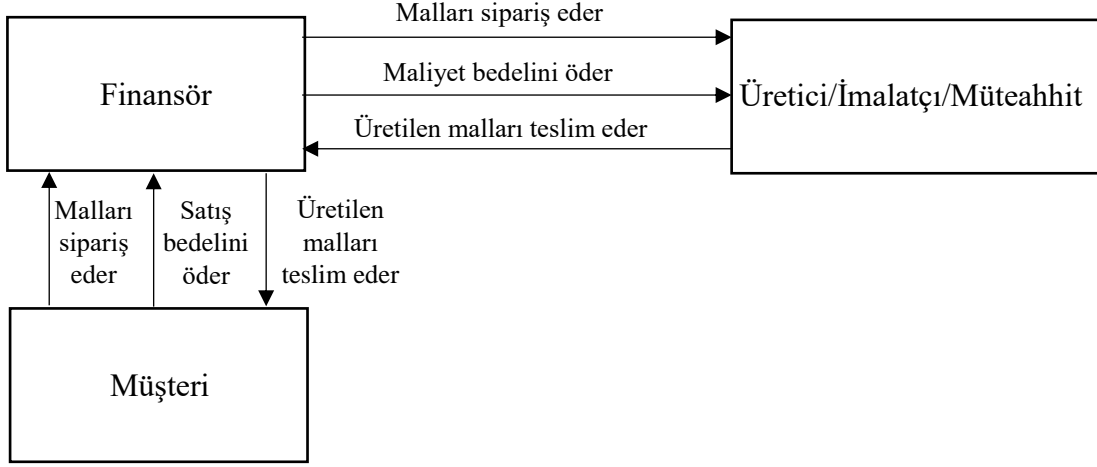 Malları sipariş eder
Finansör
Maliyet bedelini öder
Üretici/İmalatçı/Müteahhit
Üretilen malları teslim eder
Malları
sipariş
eder
Satış
bedelini
öder
Üretilen
malları
teslim eder
Müşteri